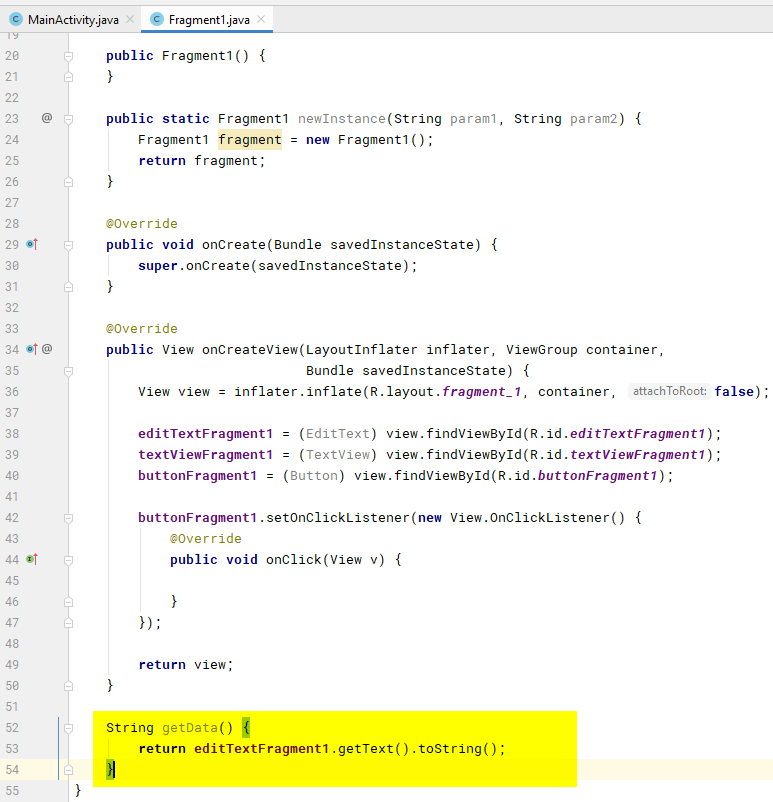 MainActivity.java × Fragment1.java ×
19
20 public Fragment1() {
21 }
22
23 @ public static Fragment1 newInstance(String param1, String param2) {
24 Fragment1 fragment = new Fragment1();
25 return fragment;
26 }
27
28 @Override
29 public void onCreate(Bundle savedInstanceState) {
30 super.onCreate(savedInstanceState);
31 }
32
33 @Override
34 @ public View onCreateView(LayoutInflater inflater, ViewGroup container,
35 Bundle savedInstanceState) {
36 View view = inflater.inflate(R.layout.fragment_1, container, attachToRoot: false);
37
38 editTextFragment1 = (EditText) view.findViewById(R.id.editTextFragment1);
39 textViewFragment1 = (TextView) view.findViewById(R.id.textViewFragment1);
40 buttonFragment1 = (Button) view.findViewById(R.id.buttonFragment1);
41
42 buttonFragment1.setOnClickListener(new View.OnClickListener() {
43 @Override
44 public void onClick(View v) {
45
46 }
47 });
48
49 return view;
50 }
51
52 String getData() {
53 return editTextFragment1.getText().toString();
54 }
55 }